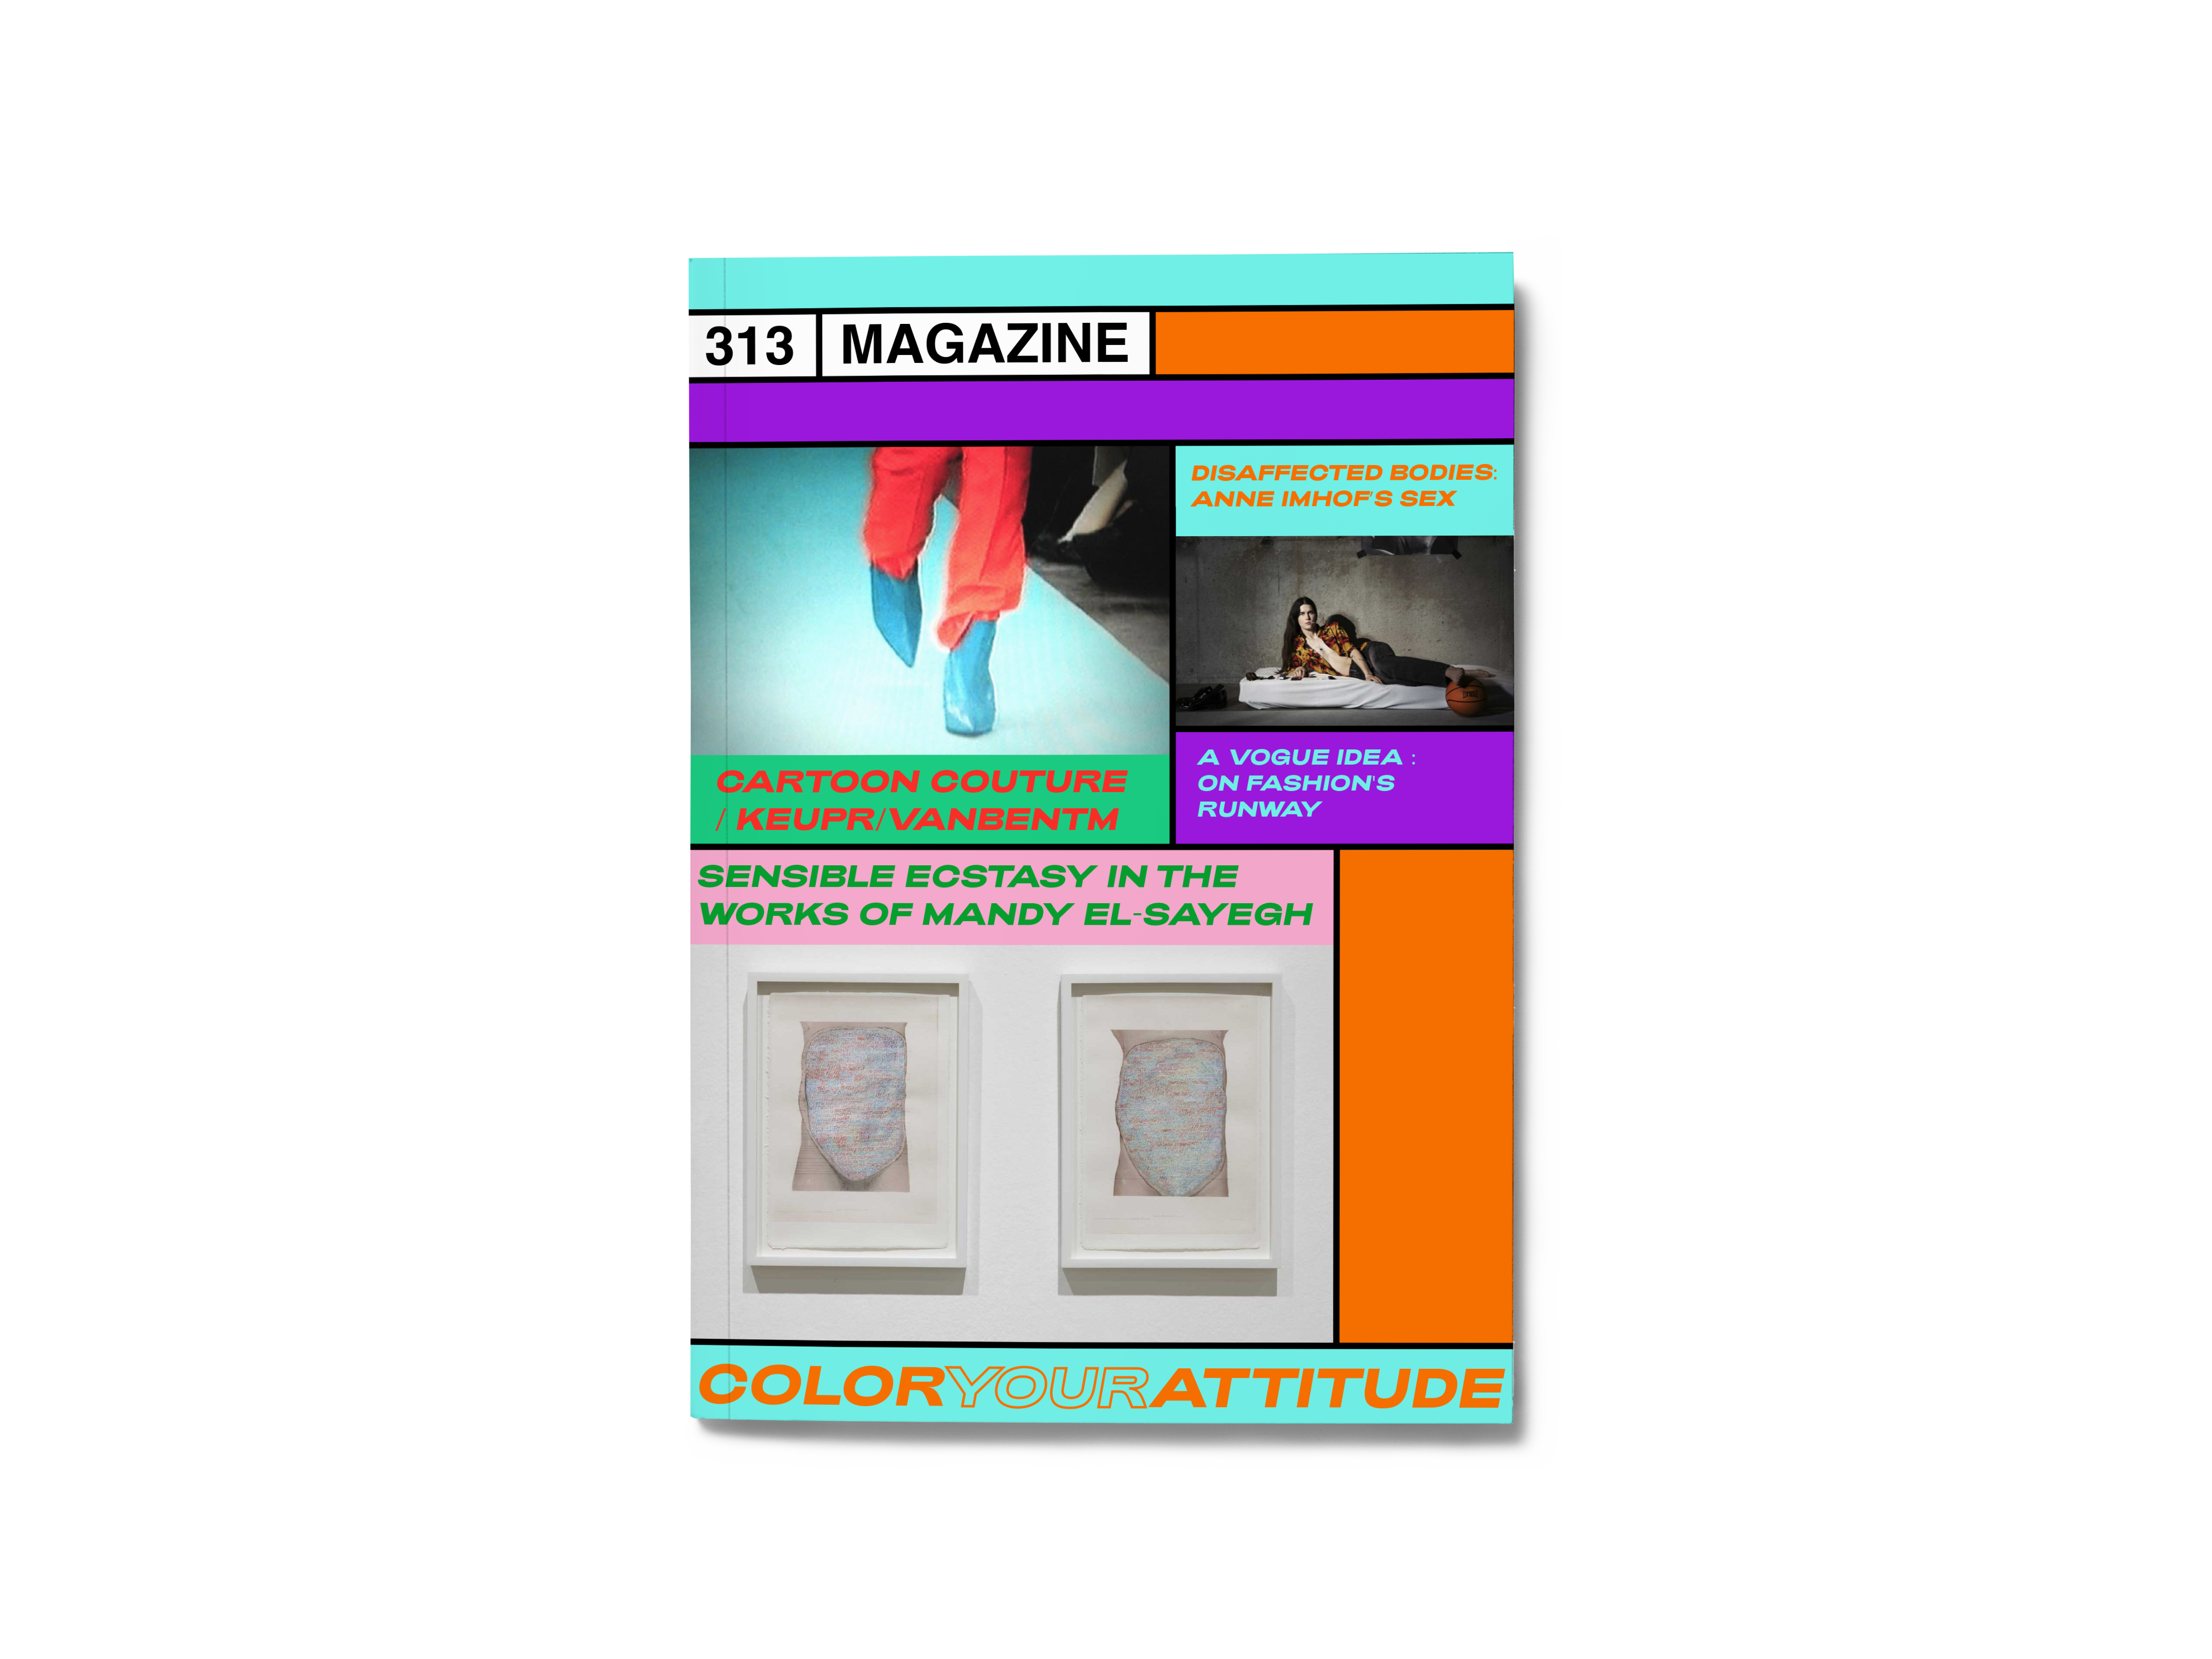 313 MAGAZINE
DISAFFECTED BODIES:
ANNE IMHOF'S SEX
CARTOON COUTURE
/ KEUPR/VANBENTM
A VOGUE IDEA :
ON FASHION'S
RUNWAY
SENSIBLE ECSTASY IN THE
WORKS OF MANDY EL-SAYEGH
COLORYOURATTITUDE